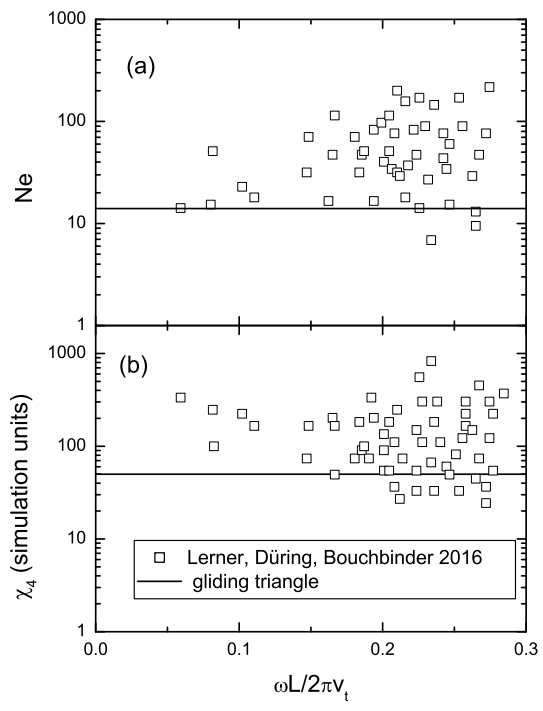 1000
(a)
100
Ne
10
1
1000
(b)
100
χ₄ (simulation units)
10
Lerner, Düring, Bouchbinder 2016
gliding triangle
1
0.0 0.1 0.2 0.3
ωL/2πvₜ